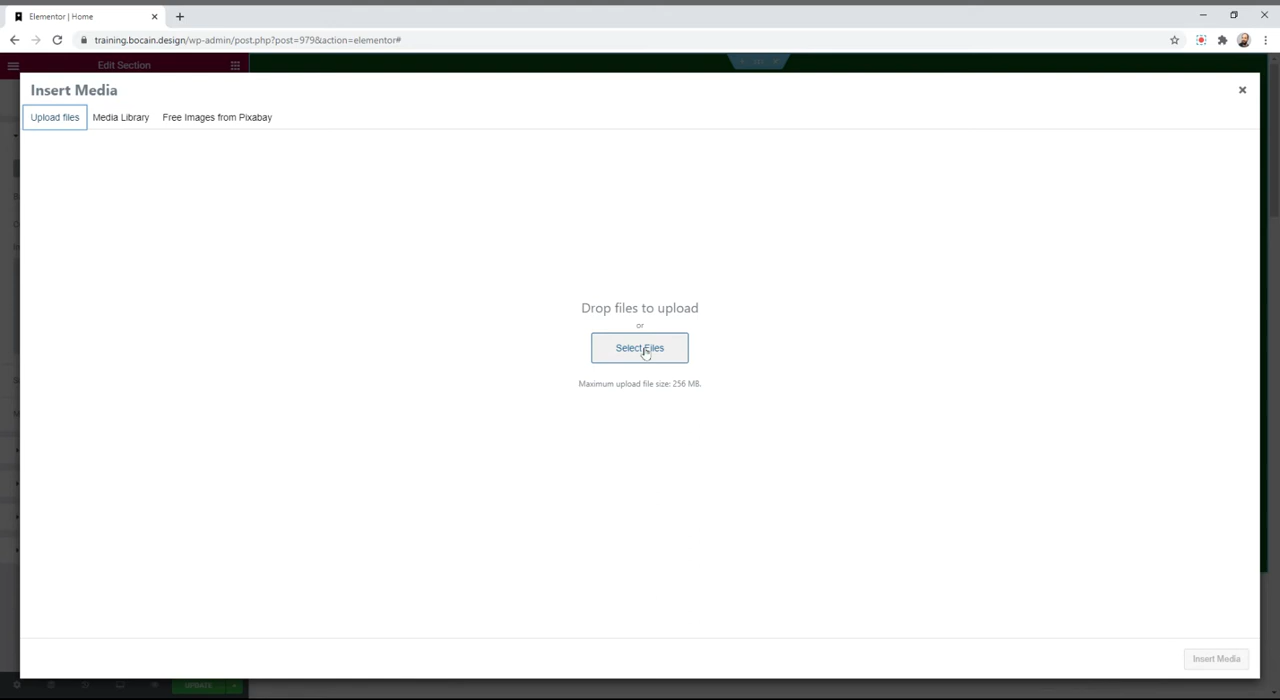 Elementor | Home
training.bocain.design/wp-admin/post.php?post=979&action=elementor#
Edit Section
Insert Media
Upload files
Media Library
Free Images from Pixabay
Drop files to upload
or
Select Files
Maximum upload file size: 256 MB.
Insert Media
UPDATE